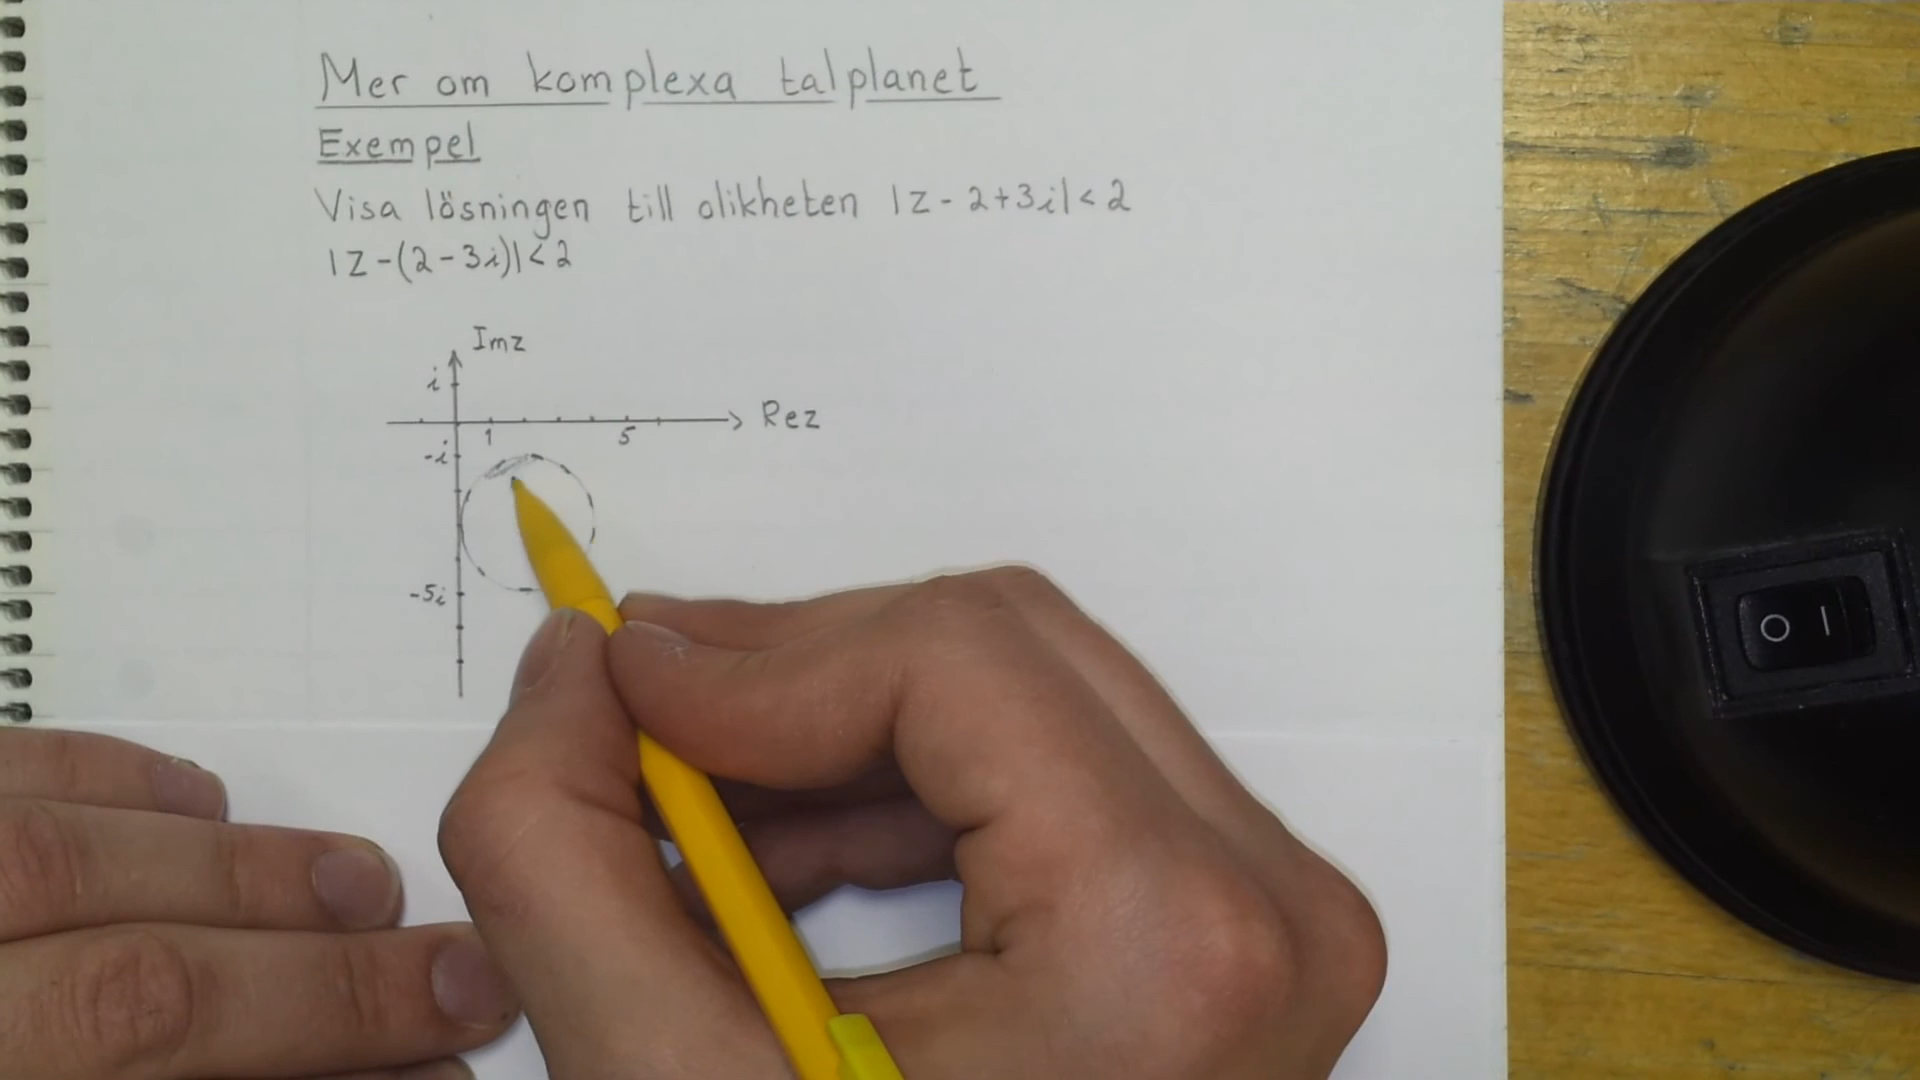 Mer om komplexa talplanet
Exempel
Visa lösningen till olikheten |z - 2+3i| < 2
|z-(2-3i)| < 2
Imz
i
Rez
1
5
-i
-5i
O I